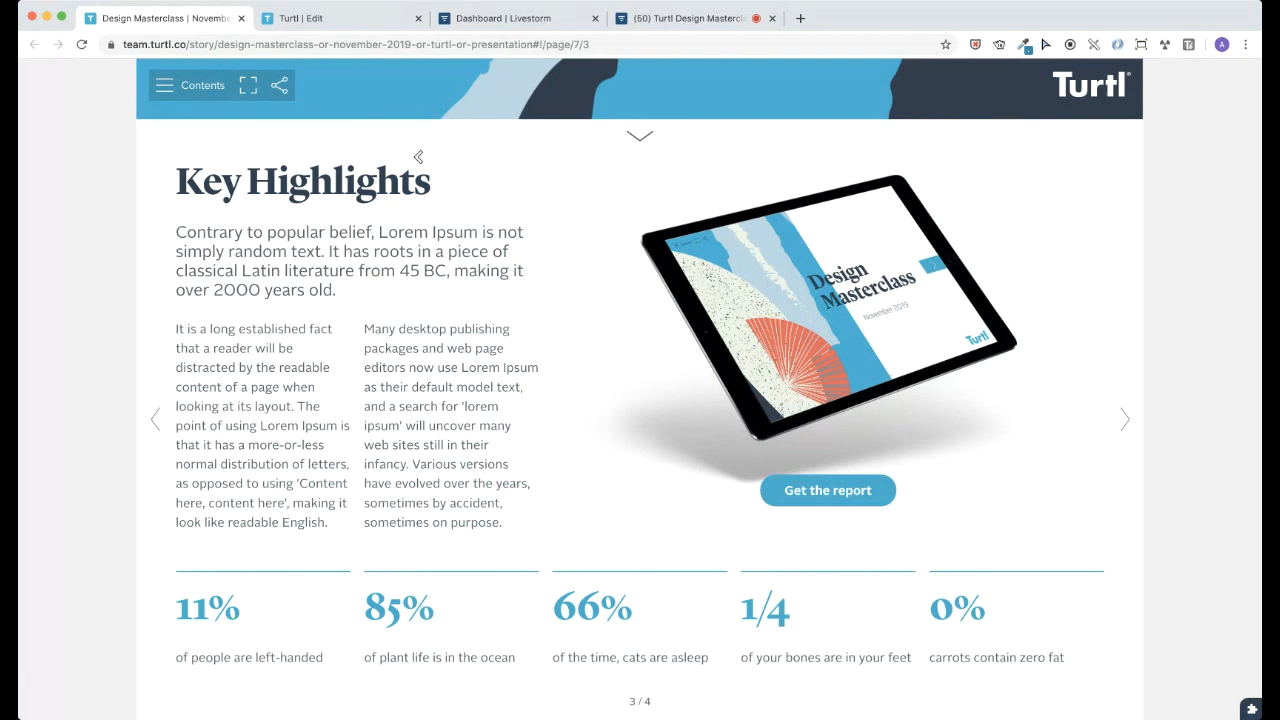 Design Masterclass | Novembe
Turtl | Edit
Dashboard | Livestorm
(50) Turtl Design Mastercl
team.turtl.co/story/design-masterclass-or-november-2019-or-turtl-or-presentation#!/page/7/3
A
Contents
Turtl
Key Highlights
Contrary to popular belief, Lorem Ipsum is not
simply random text. It has roots in a piece of
classical Latin literature from 45 BC, making it
over 2000 years old.
It is a long established fact
that a reader will be
distracted by the readable
content of a page when
looking at its layout. The
point of using Lorem Ipsum is
that it has a more-or-less
normal distribution of letters,
as opposed to using 'Content
here, content here', making it
look like readable English.
Many desktop publishing
packages and web page
editors now use Lorem Ipsum
as their default model text,
and a search for 'lorem
ipsum' will uncover many
web sites still in their
infancy. Various versions
have evolved over the years,
sometimes by accident,
sometimes on purpose.
Design
Masterclass
November 2019
Turtl
Get the report
11%
of people are left-handed
85%
of plant life is in the ocean
66%
of the time, cats are asleep
1/4
of your bones are in your feet
0%
carrots contain zero fat
3 / 4